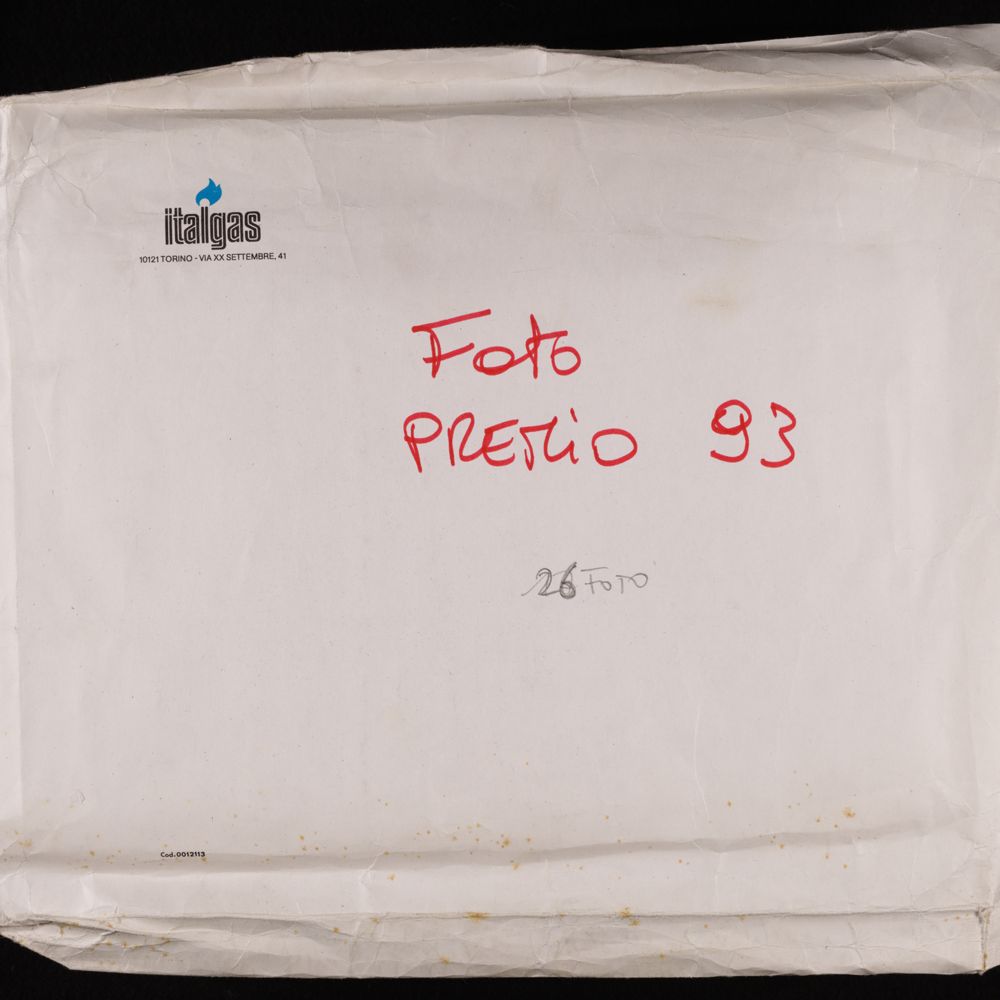 italgas
10121 TORINO - VIA XX SETTEMBRE, 41
Foto
PREMiO 93
26 FOTO
Cod. 0012113